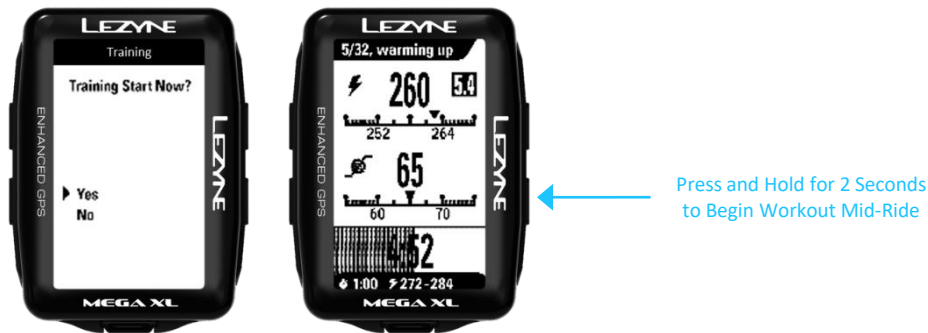 LEZYNE
Training
Training Start Now?
Yes
No
ENHANCED GPS
LEZYNE
MEGA XL
LEZYNE
5/32, warming up
260 5.4
252 264
65
60 70
4:52
1:00 272-284
ENHANCED GPS
LEZYNE
MEGA XL
Press and Hold for 2 Seconds
to Begin Workout Mid-Ride